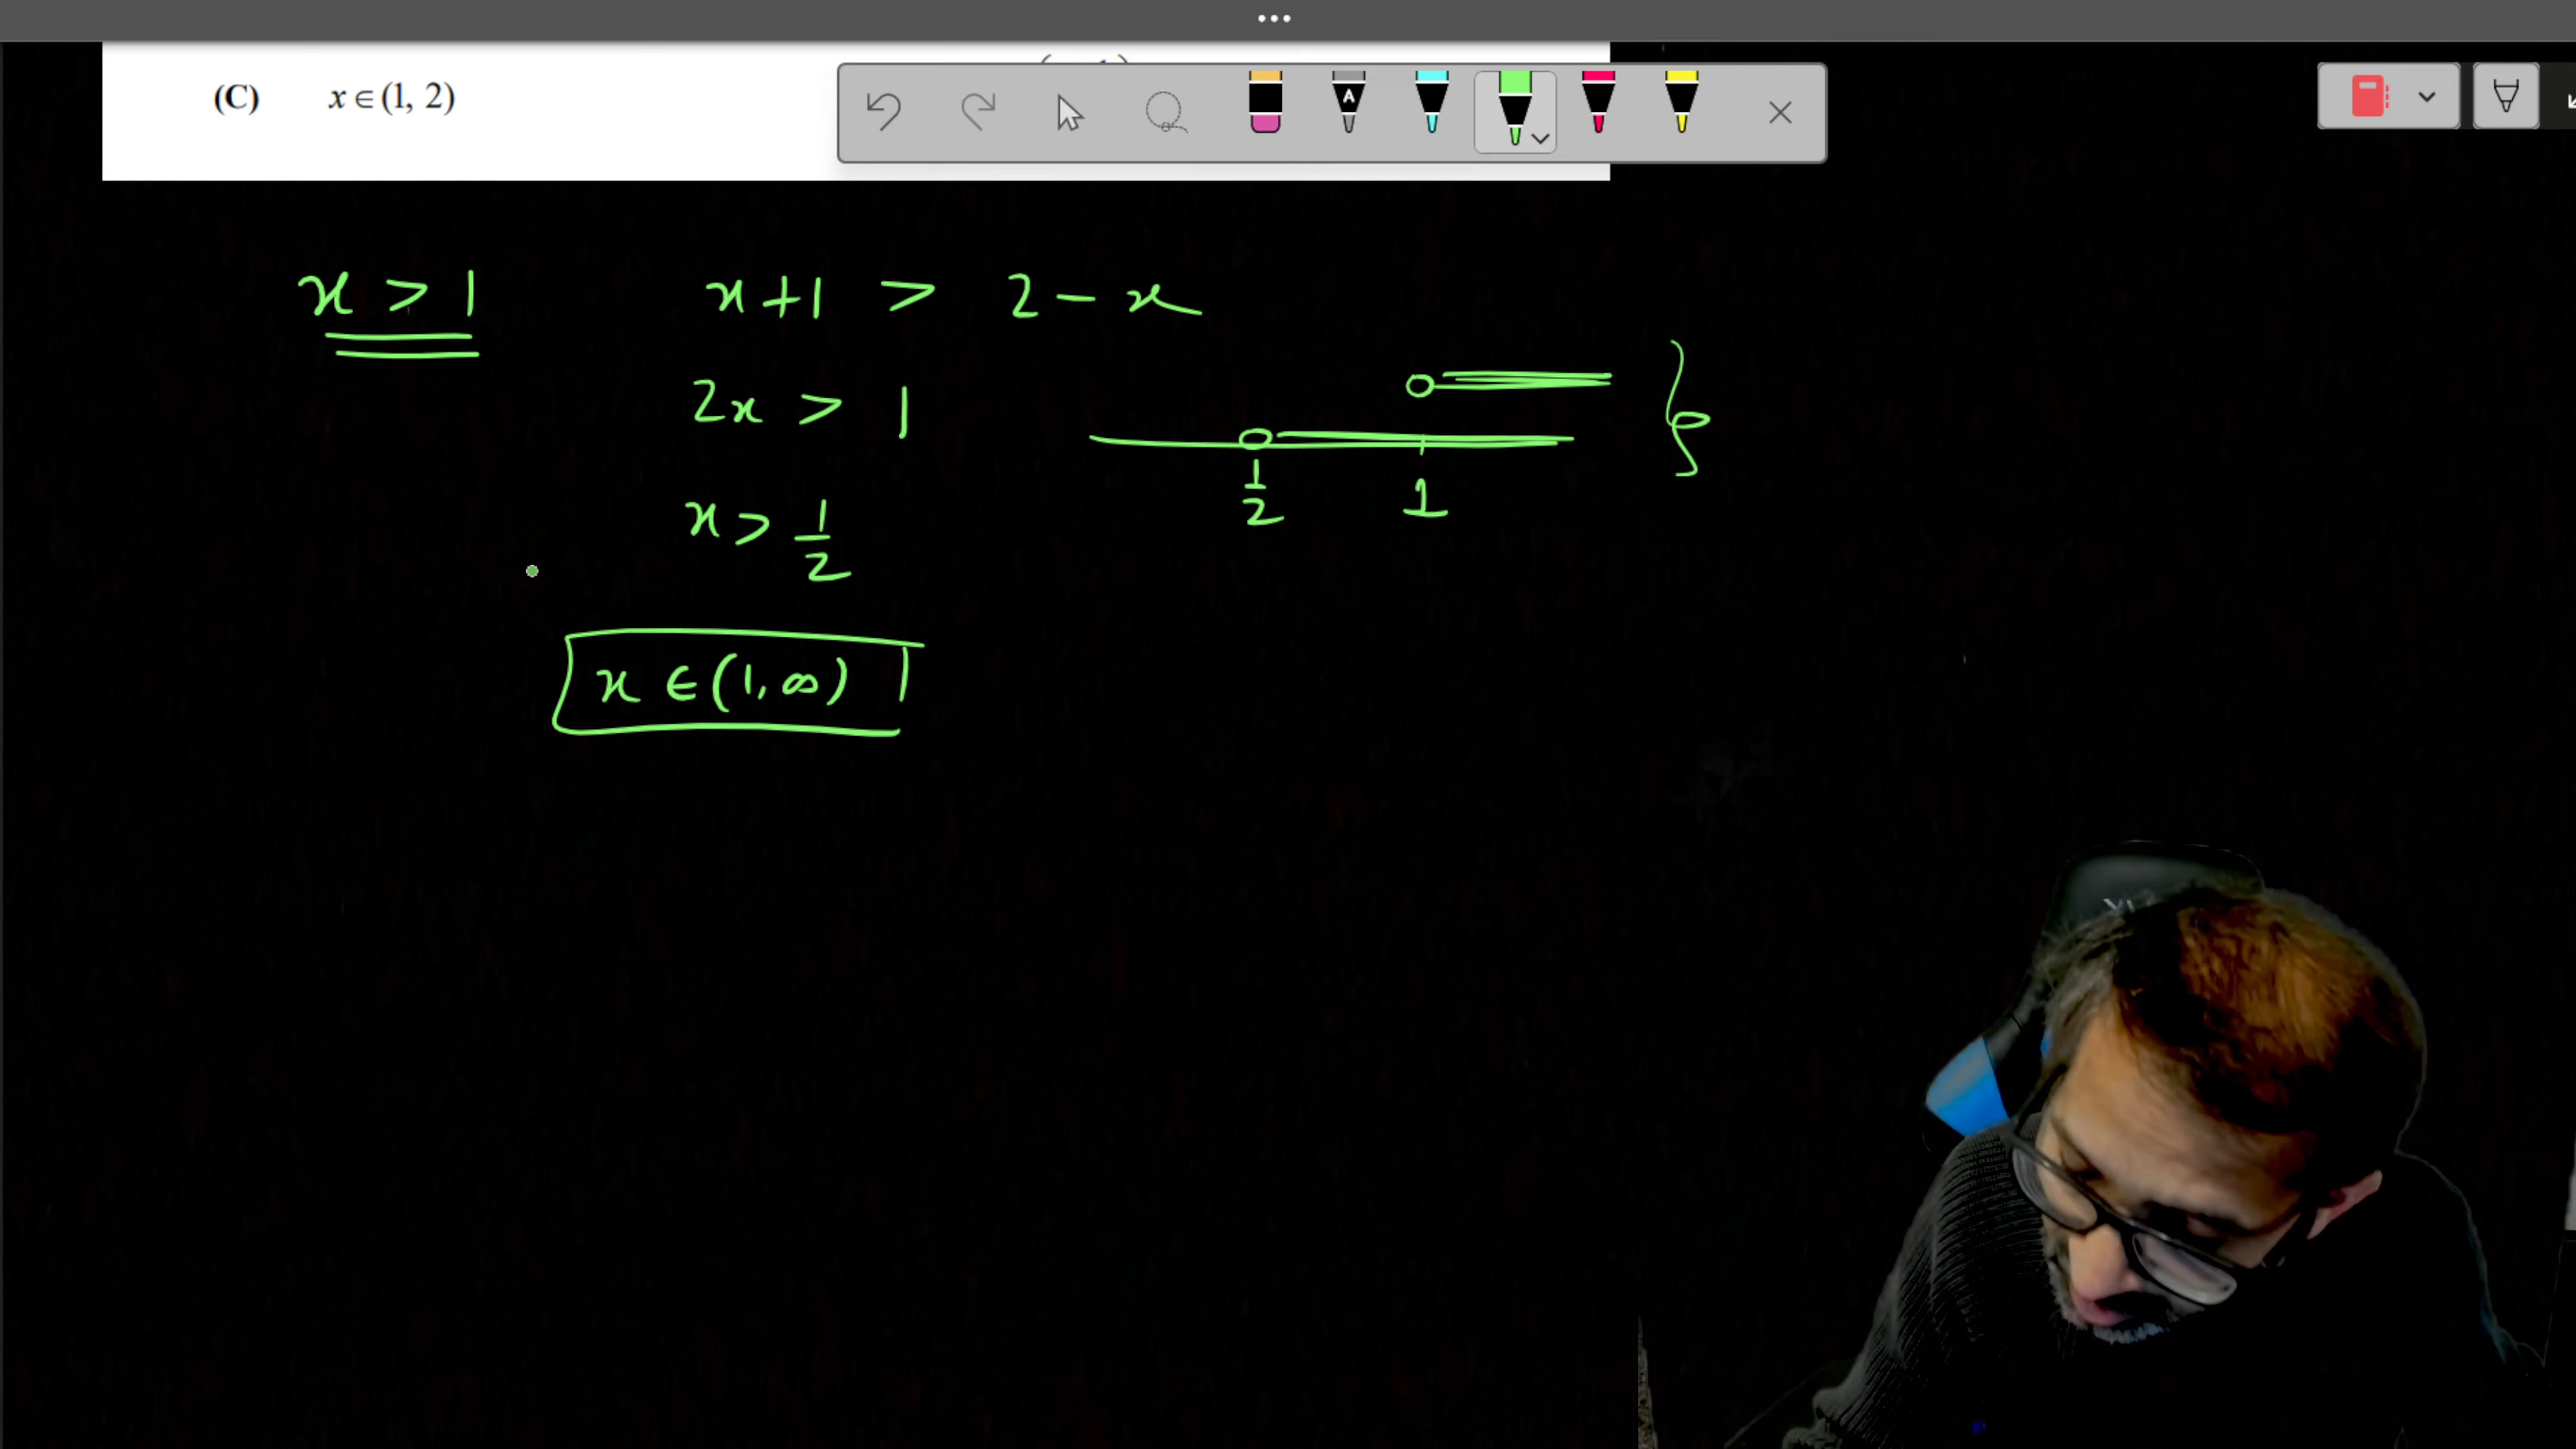 (C) x ∈ (1, 2)
x > 1
x + 1 > 2 - x
2x > 1
x > 1/2
1/2 1
x ∈ (1, ∞)
A